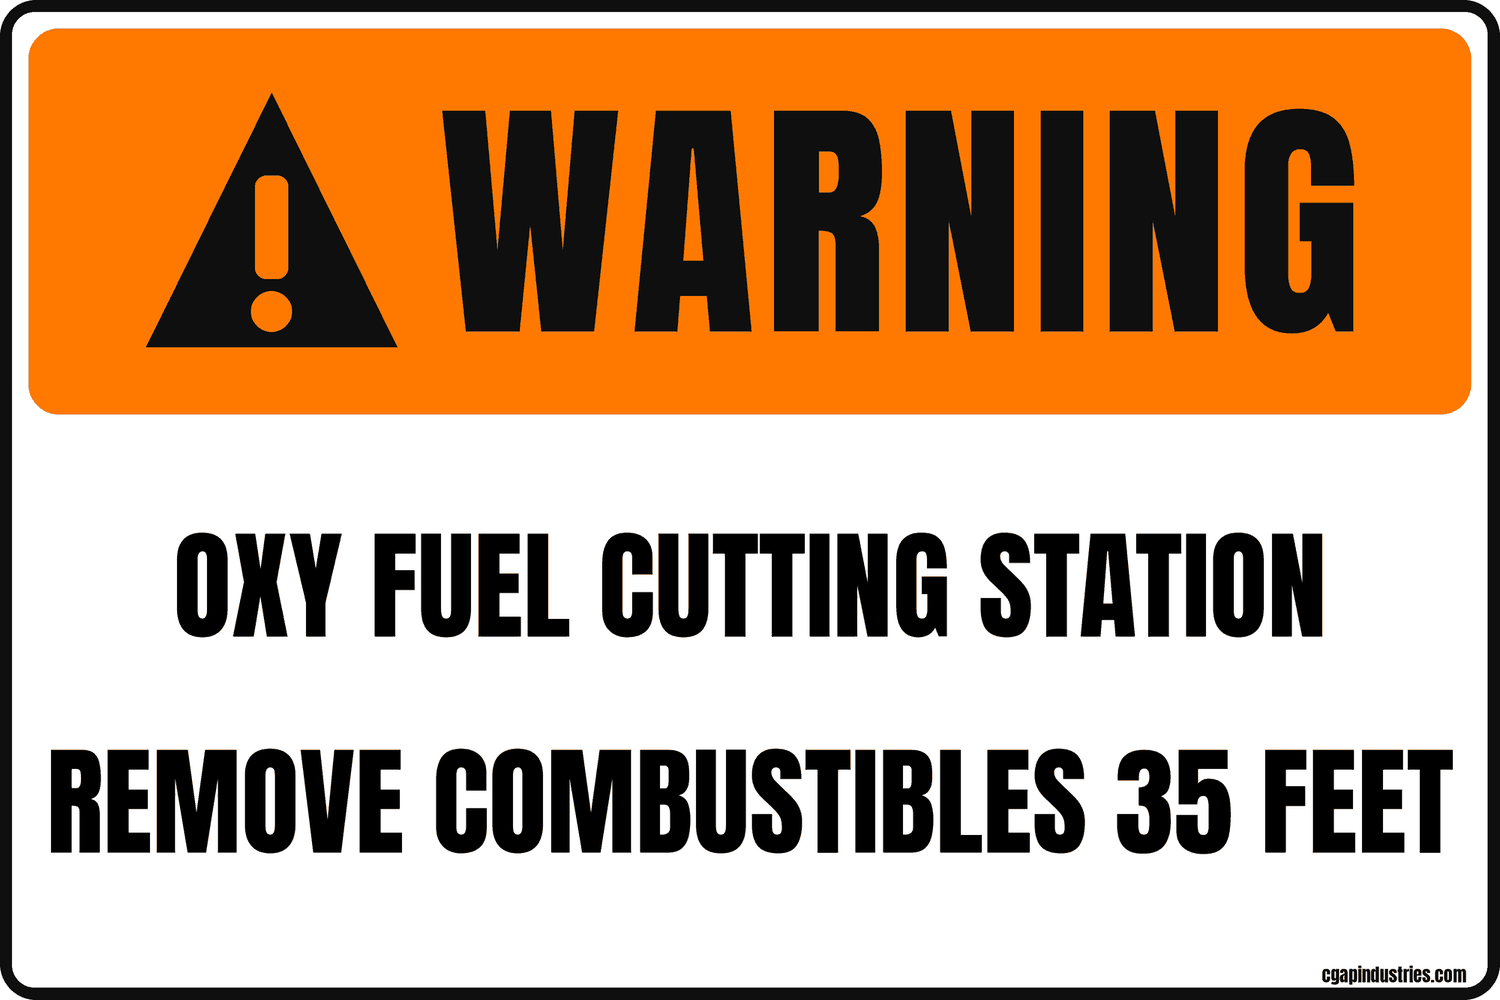 WARNING
OXY FUEL CUTTING STATION
REMOVE COMBUSTIBLES 35 FEET
cgapindustries.com